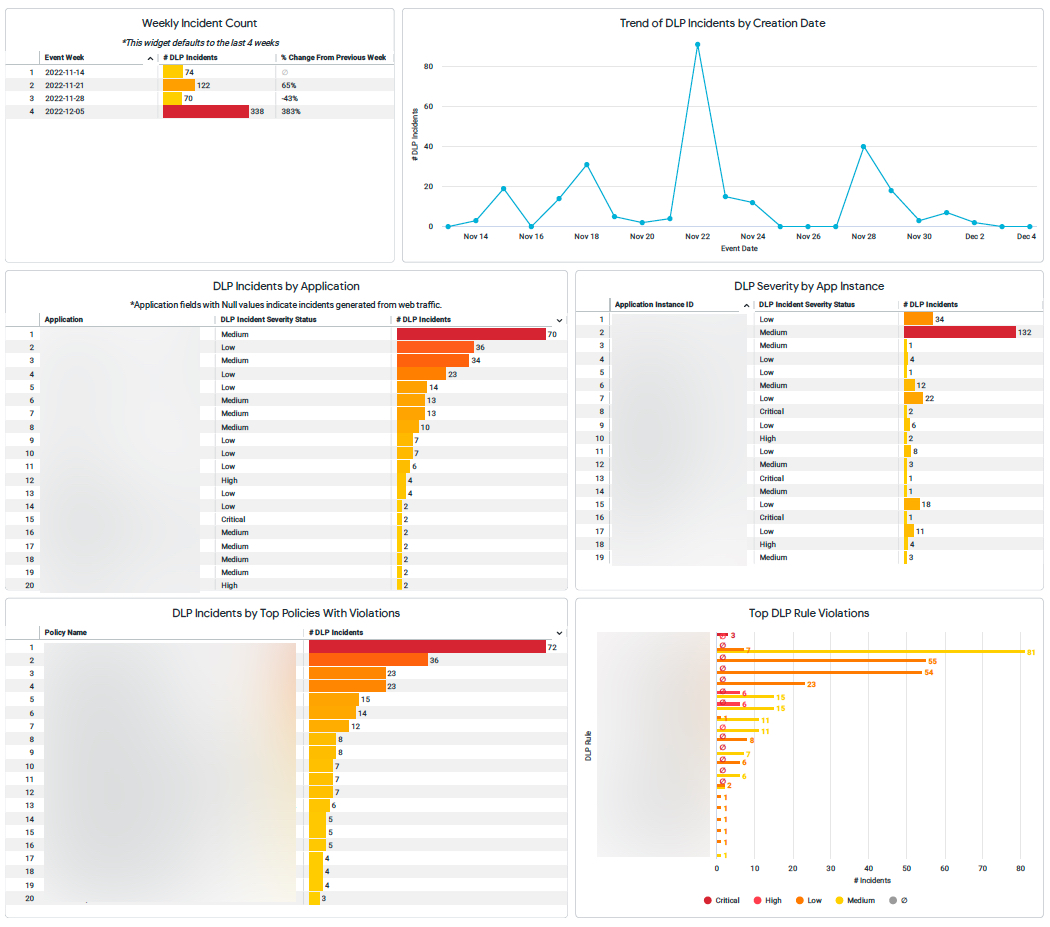 Weekly Incident Count
*This widget defaults to the last 4 weeks
Event Week # DLP Incidents % Change From Previous Week
1 2022-11-14 74 ∅
2 2022-11-21 122 65%
3 2022-11-28 70 -43%
4 2022-12-05 338 383%
Trend of DLP Incidents by Creation Date
# DLP Incidents
80
60
40
20
0
Nov 14 Nov 16 Nov 18 Nov 20 Nov 22 Nov 24 Nov 26 Nov 28 Nov 30 Dec 2 Dec 4
Event Date
DLP Incidents by Application
*Application fields with Null values indicate incidents generated from web traffic.
Application DLP Incident Severity Status # DLP Incidents
1 Medium 70
2 Low 36
3 Medium 34
4 Low 23
5 Low 14
6 Medium 13
7 Medium 13
8 Medium 10
9 Low 7
10 Low 7
11 Low 6
12 High 4
13 Low 4
14 Low 2
15 Critical 2
16 Medium 2
17 Medium 2
18 Medium 2
19 Medium 2
20 High 2
DLP Severity by App Instance
Application Instance ID DLP Incident Severity Status # DLP Incidents
1 Low 34
2 Medium 132
3 Medium 1
4 Low 4
5 Low 1
6 Medium 12
7 Low 22
8 Critical 2
9 Low 6
10 High 2
11 Low 8
12 Medium 3
13 Critical 1
14 Medium 1
15 Low 18
16 Critical 1
17 Low 11
18 High 4
19 Medium 3
DLP Incidents by Top Policies With Violations
Policy Name # DLP Incidents
1 72
2 36
3 23
4 23
5 15
6 14
7 12
8 8
9 8
10 7
11 7
12 7
13 6
14 5
15 5
16 5
17 4
18 4
19 4
20 3
Top DLP Rule Violations
DLP Rule
∅ 3
∅ 7
81
∅ 55
∅ 54
∅ 23
∅ 6
15
∅ 6
15
1
11
∅ 11
8
∅
7
∅ 6
∅ 6
∅ 2
1
1
1
1
1
1
0 10 20 30 40 50 60 70 80
# Incidents
Critical High Low Medium ∅